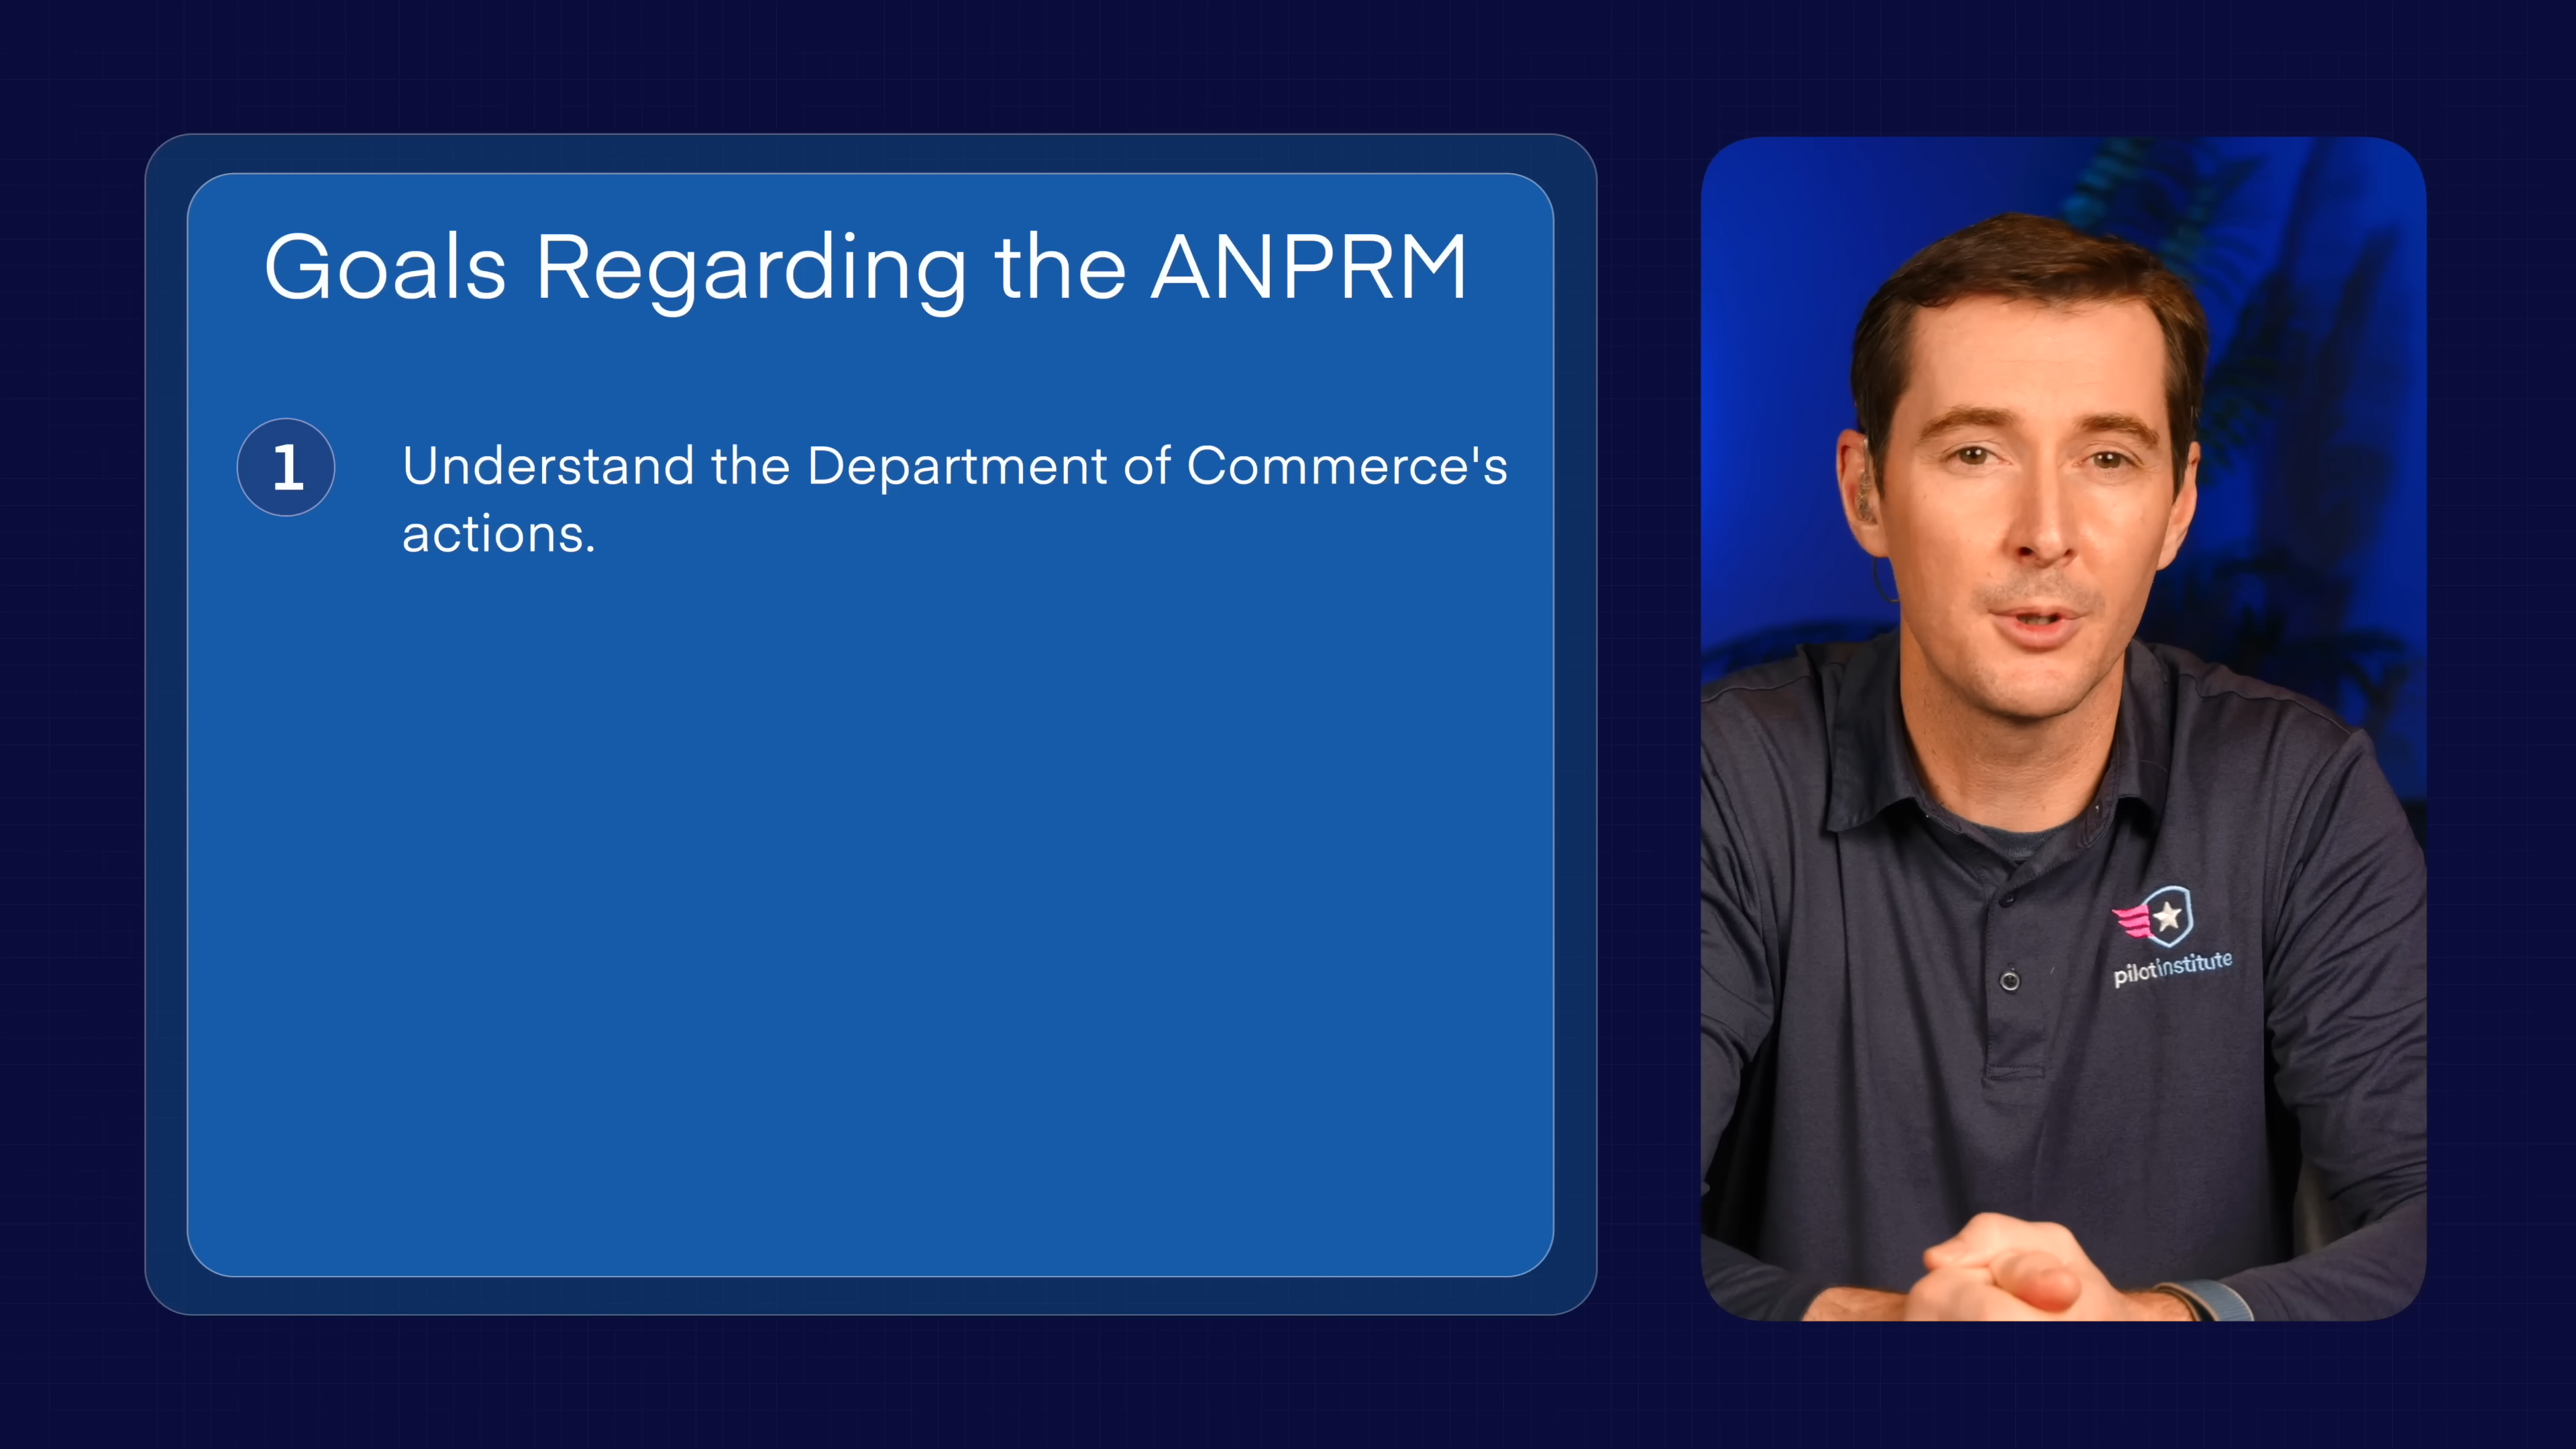 Goals Regarding the ANPRM
1
Understand the Department of Commerce's
actions.
pilotinstitute